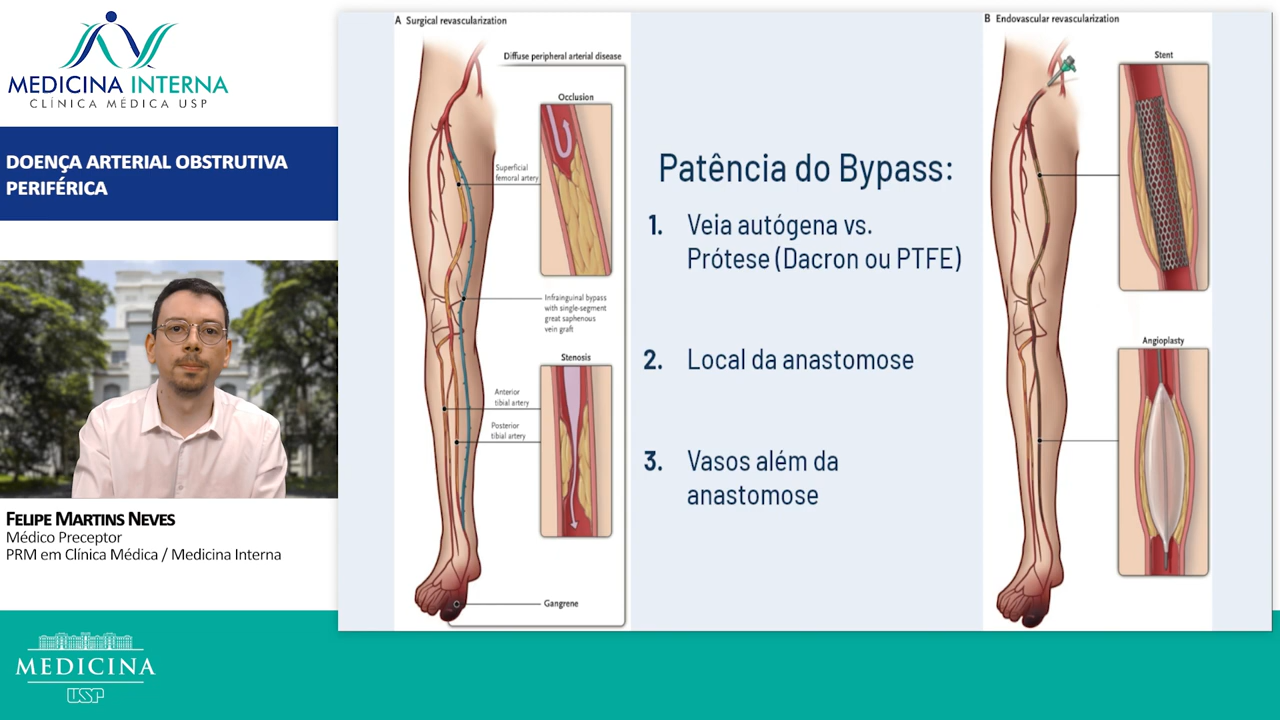 MEDICINA INTERNA
CLÍNICA MÉDICA USP
DOENÇA ARTERIAL OBSTRUTIVA
PERIFÉRICA
FELIPE MARTINS NEVES
Médico Preceptor
PRM em Clínica Médica / Medicina Interna
MEDICINA
USP
A Surgical revascularization
Diffuse peripheral arterial disease
Occlusion
Superficial
femoral artery
Infrainguinal bypass
with single-segment
great saphenous
vein graft
Stenosis
Anterior
tibial artery
Posterior
tibial artery
Gangrene
Patência do Bypass:
1. Veia autógena vs.
Prótese (Dacron ou PTFE)
2. Local da anastomose
3. Vasos além da
anastomose
B Endovascular revascularization
Stent
Angioplasty